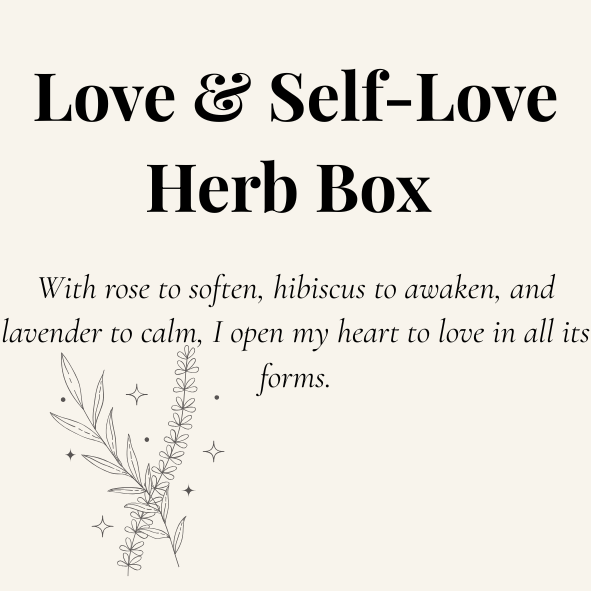 Love & Self-Love
Herb Box
With rose to soften, hibiscus to awaken, and
lavender to calm, I open my heart to love in all its
forms.